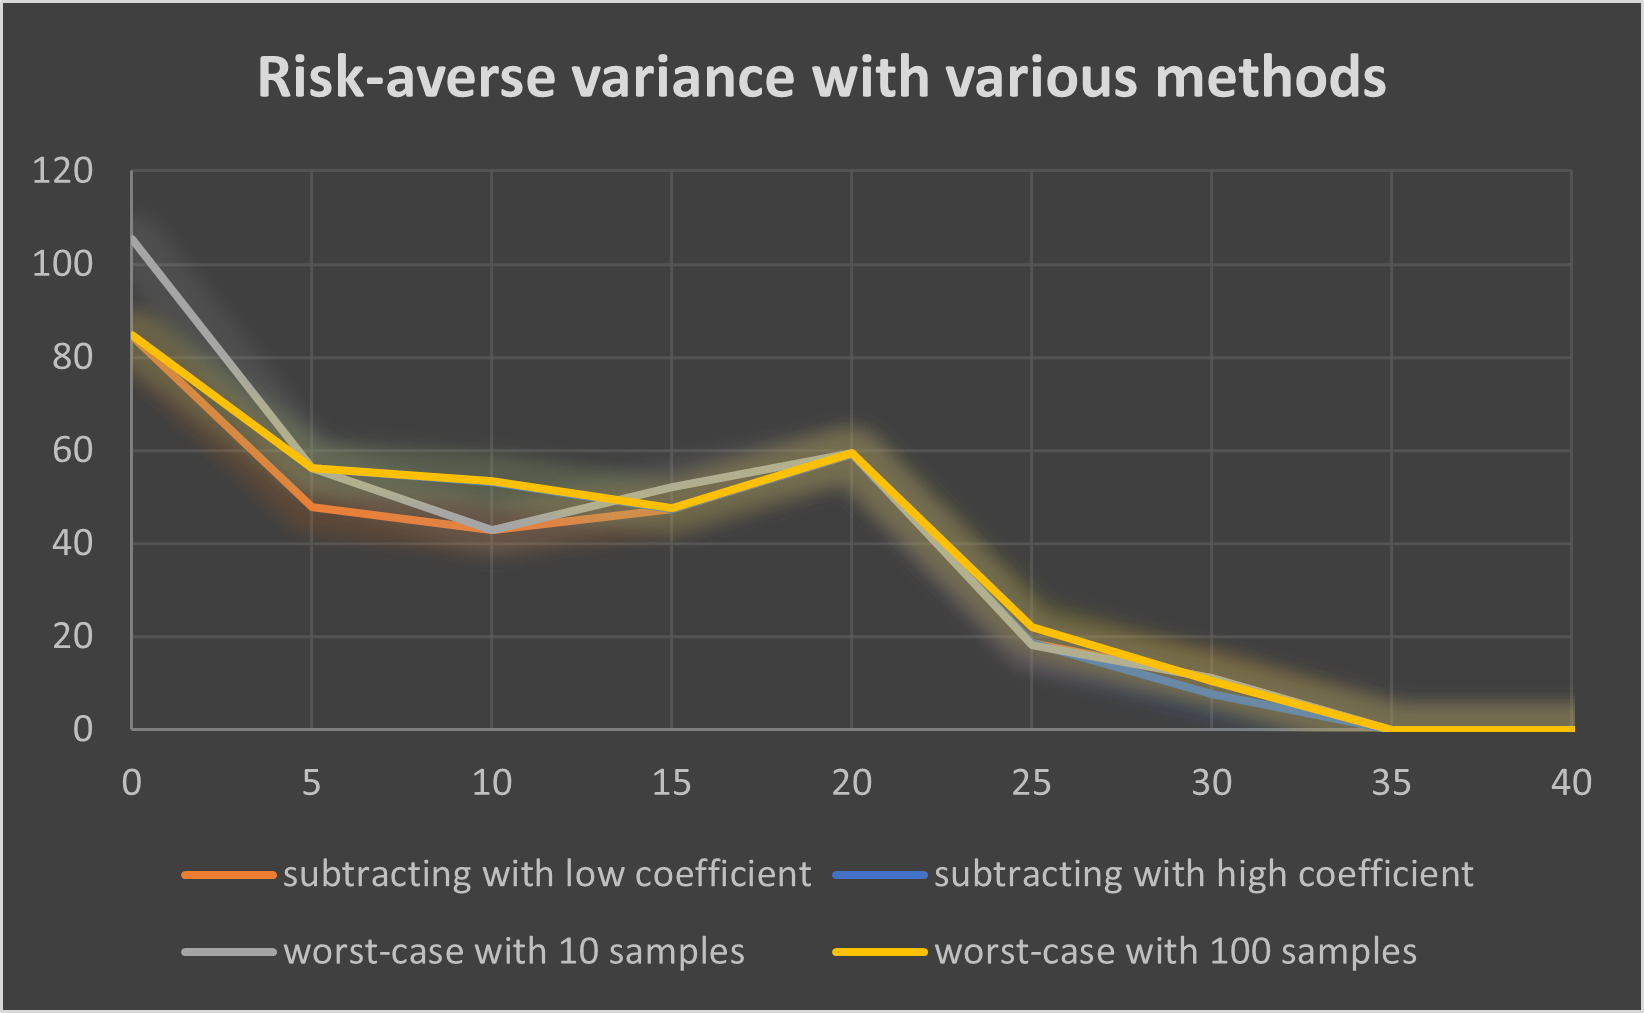 Risk-averse variance with various methods
120
100
80
60
40
20
0
0 5 10 15 20 25 30 35 40
subtracting with low coefficient subtracting with high coefficient
worst-case with 10 samples worst-case with 100 samples